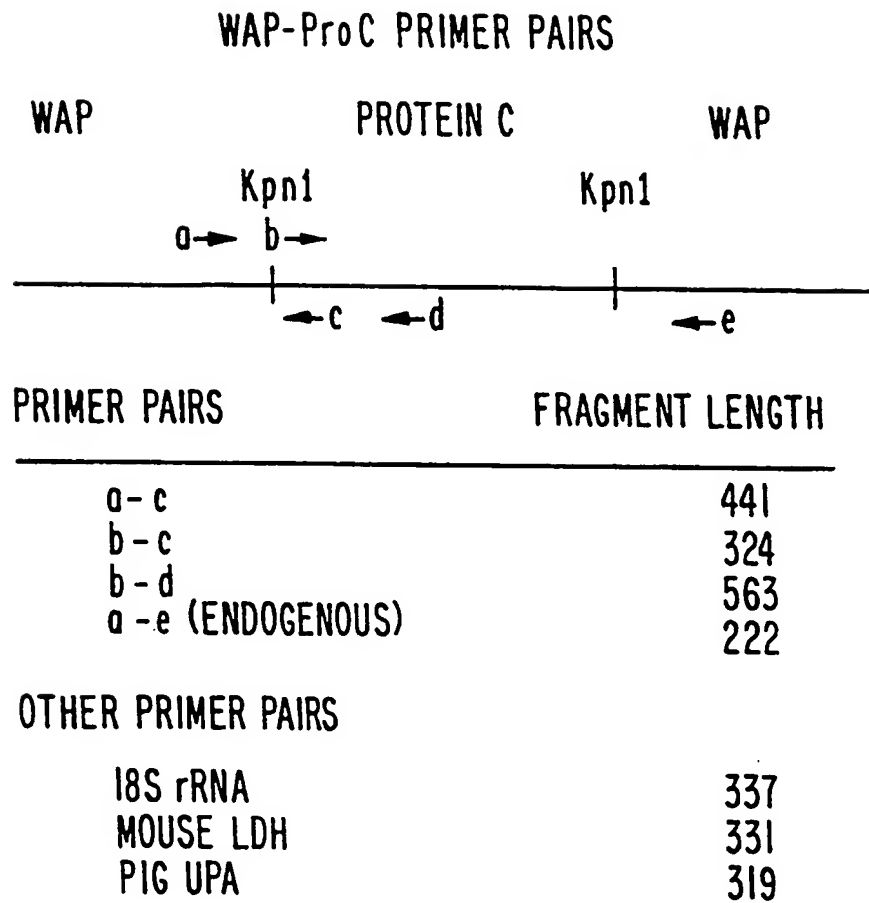 WAP-ProC PRIMER PAIRS
WAP PROTEIN C WAP
Kpn1 Kpn1
a b
c d e
PRIMER PAIRS FRAGMENT LENGTH
a-c 441
b-c 324
b-d 563
a-e (ENDOGENOUS) 222
OTHER PRIMER PAIRS
18S rRNA 337
MOUSE LDH 331
PIG UPA 319